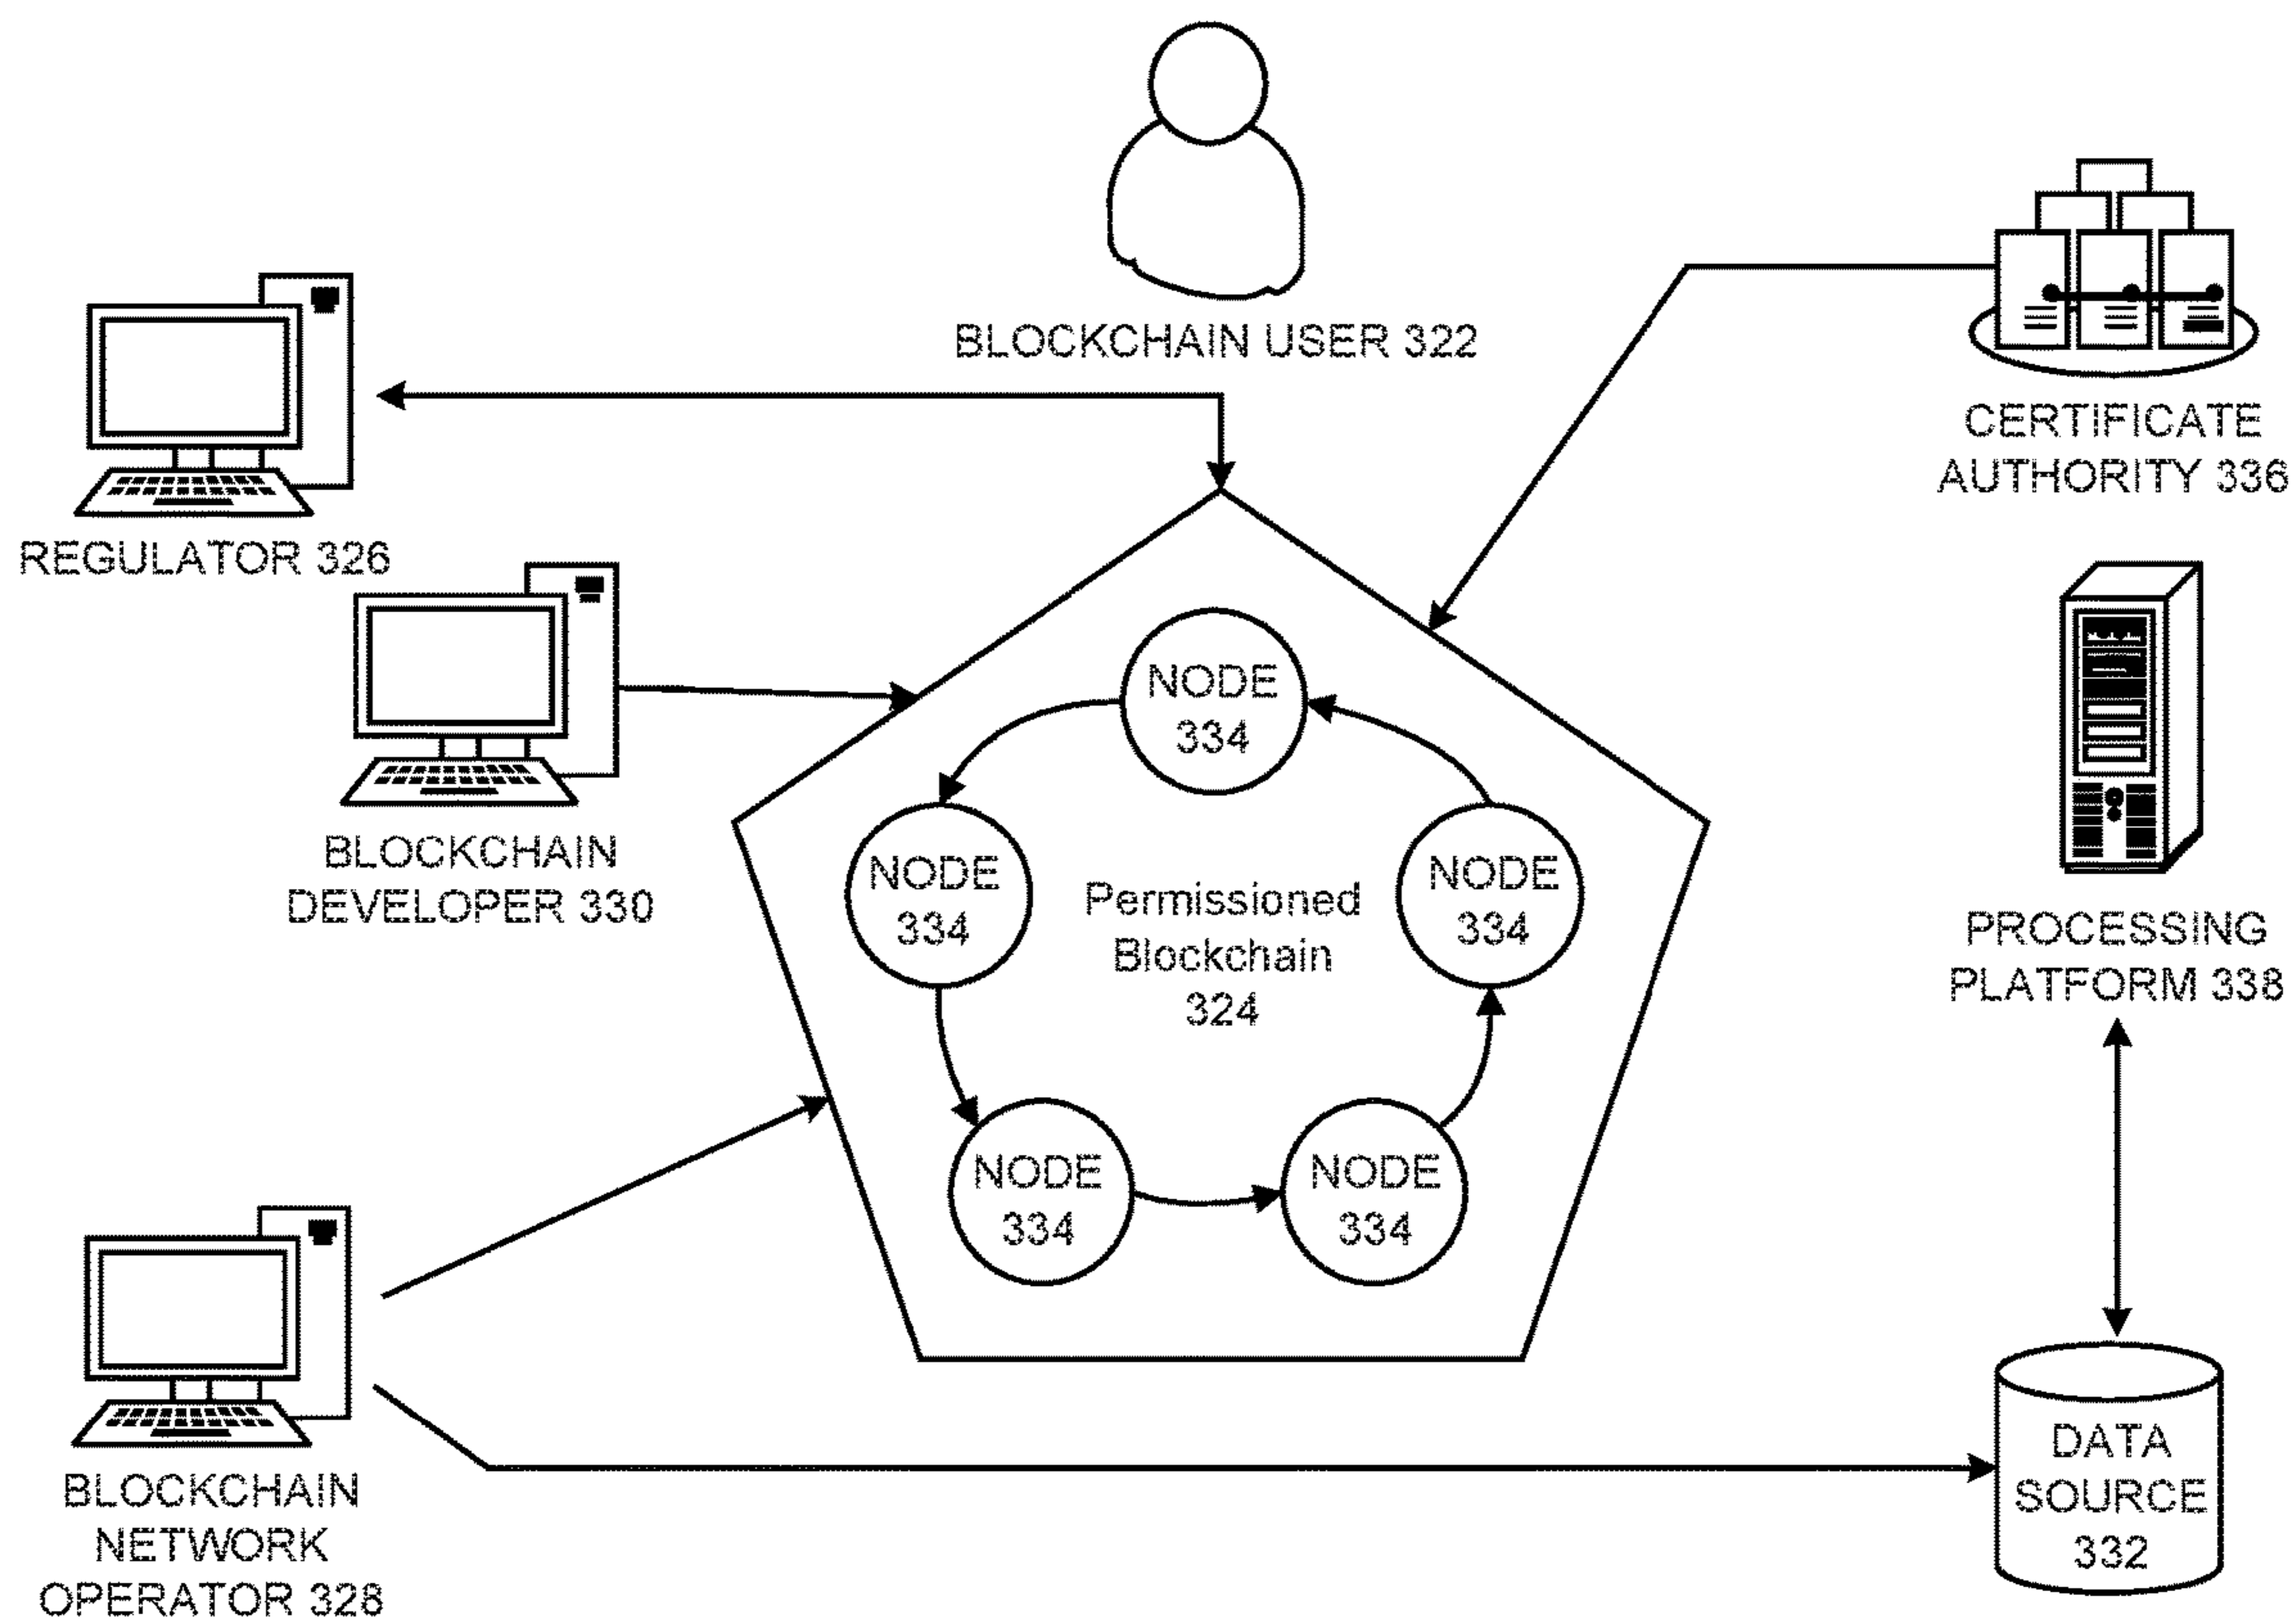 BLOCKCHAIN USER 322
CERTIFICATE
AUTHORITY 336
REGULATOR 326
BLOCKCHAIN
DEVELOPER 330
NODE
334
NODE
334
Permissioned
Blockchain
324
NODE
334
NODE
334
NODE
334
PROCESSING
PLATFORM 338
BLOCKCHAIN
NETWORK
OPERATOR 328
DATA
SOURCE
332